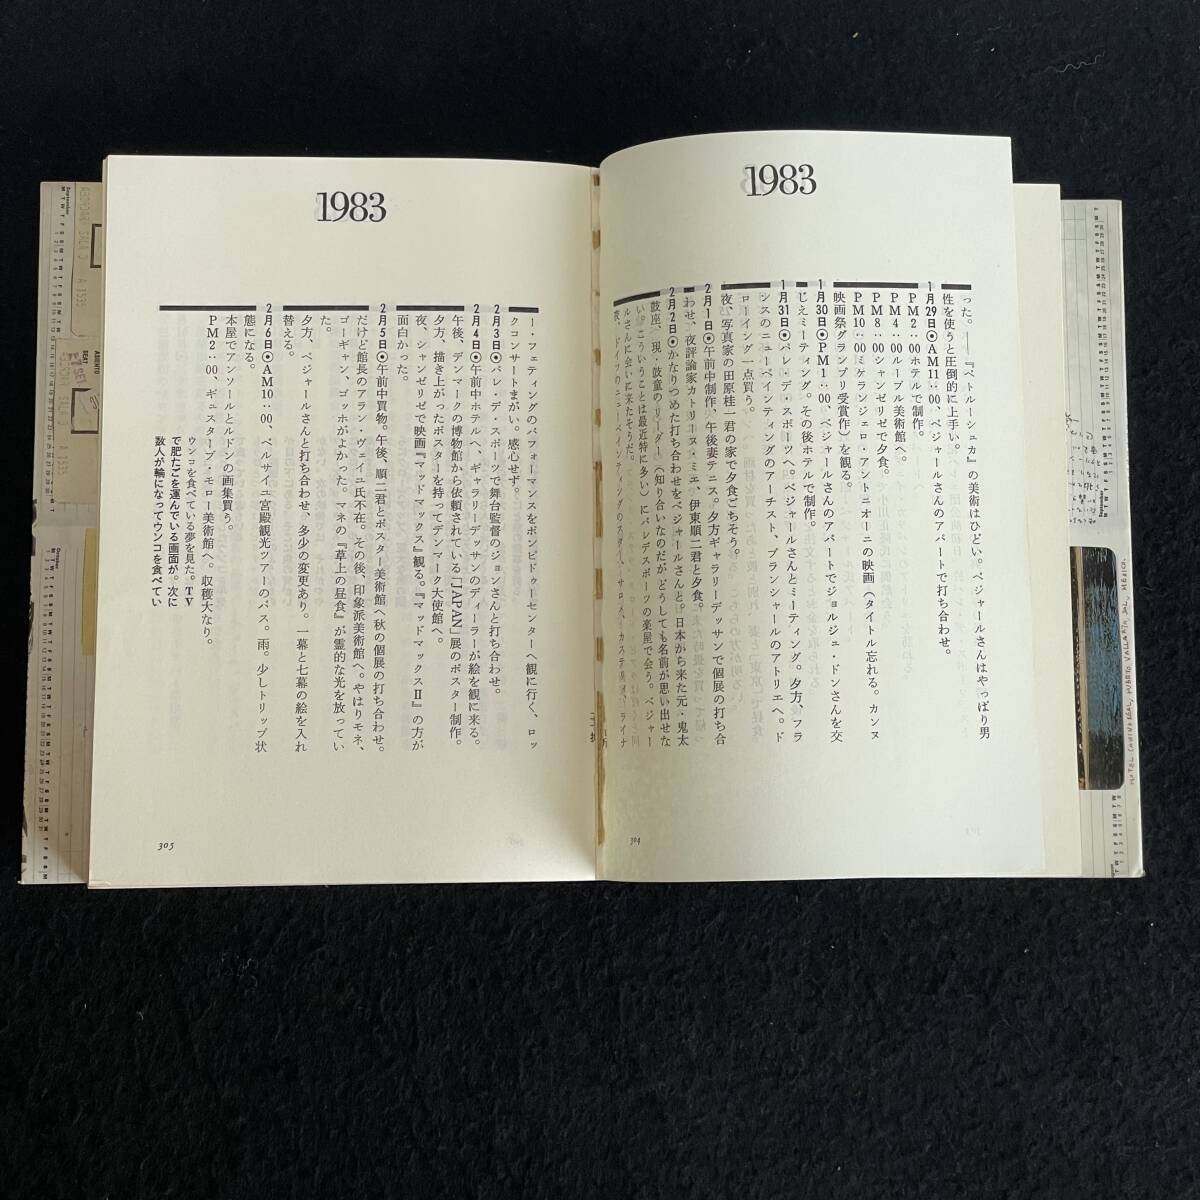 1983
った。――『ペトルーシュカ』の美術はひどい。ベジャールさんはやっぱり男
性を使うと圧倒的に上手い。
1月29日◉AM11：00、ベジャールさんのアパートで打ち合わせ。
PM2：00ホテルで制作。
PM4：00ルーブル美術館へ。
PM8：00シャンゼリゼで夕食。
PM10：00ミケランジェロ・アントニオーニの映画（タイトル忘れる。カンヌ
映画祭グランプリ受賞作）を観る。
1月30日◉PM1：00、ベジャールさんのアパートでジョルジェ・ドンさんを交
じえミーティング。その後ホテルで制作。
1月31日◉パレ・デ・スポーツへ。ベジャールさんとミーティング。夕方、フラ
ンスのニューペインティングのアーチスト、ブランシャールのアトリエへ。ド
ローイング一点買う。
夜、写真家の田原桂一君の家で夕食ごちそう。
2月1日◉午前中制作、午後妻テニス。夕方ギャラリーデッサンで個展の打ち合
わせ、夜評論家カトリーヌ・ミエ、伊東順二君と夕食。
2月2日◉かなりつめた打ち合わせをベジャールさんと。日本から来た元・鬼太
鼓座、現・鼓童のリーダー（知り合いなのだがどうしても名前が思い出せな
い。こういうことは最近特に多い）にパレデスポーツの楽屋で会う。ベジャー
ルさんに会いに来たそうだ。
304
1983
ー・フェティングのパフォーマンスをポンピドゥーセンターへ観に行く、ロッ
クコンサートまがい。感心せず。
2月3日◉パレ・デ・スポーツで舞台監督のジョンさんと打ち合わせ。
2月4日◉午前中ホテルへ、ギャラリーデッサンのディーラーが絵を観に来る。
午後、デンマークの博物館から依頼されている「JAPAN」展のポスター制作。
夕方、描き上がったポスターを持ってデンマーク大使館へ。
夜、シャンゼリゼで映画『マッドマックス』観る。『マッドマックスⅡ』の方が
面白かった。
2月5日◉午前中買物。午後、順二君とポスター美術館へ秋の個展の打ち合わせ。
だけど館長のアラン・ヴェイユ氏不在。その後、印象派美術館へ。やはりモネ、
ゴーギャン、ゴッホがよかった。マネの『草上の昼食』が霊的な光を放ってい
た。
夕方、ベジャールさんと打ち合わせ、多少の変更あり。一幕と七幕の絵を入れ
替える。
2月6日◉AM10：00、ベルサイユ宮殿観光ツアーのバス。雨。少しトリップ状
態になる。
本屋でアンソールとルドンの画集買う。
PM2：00、ギュスターブ・モロー美術館へ。収穫大なり。
ウンコを食べている夢を見た。TV
で肥たごを運んでいる画面が。次に
数人が輪になってウンコを食べてい
305